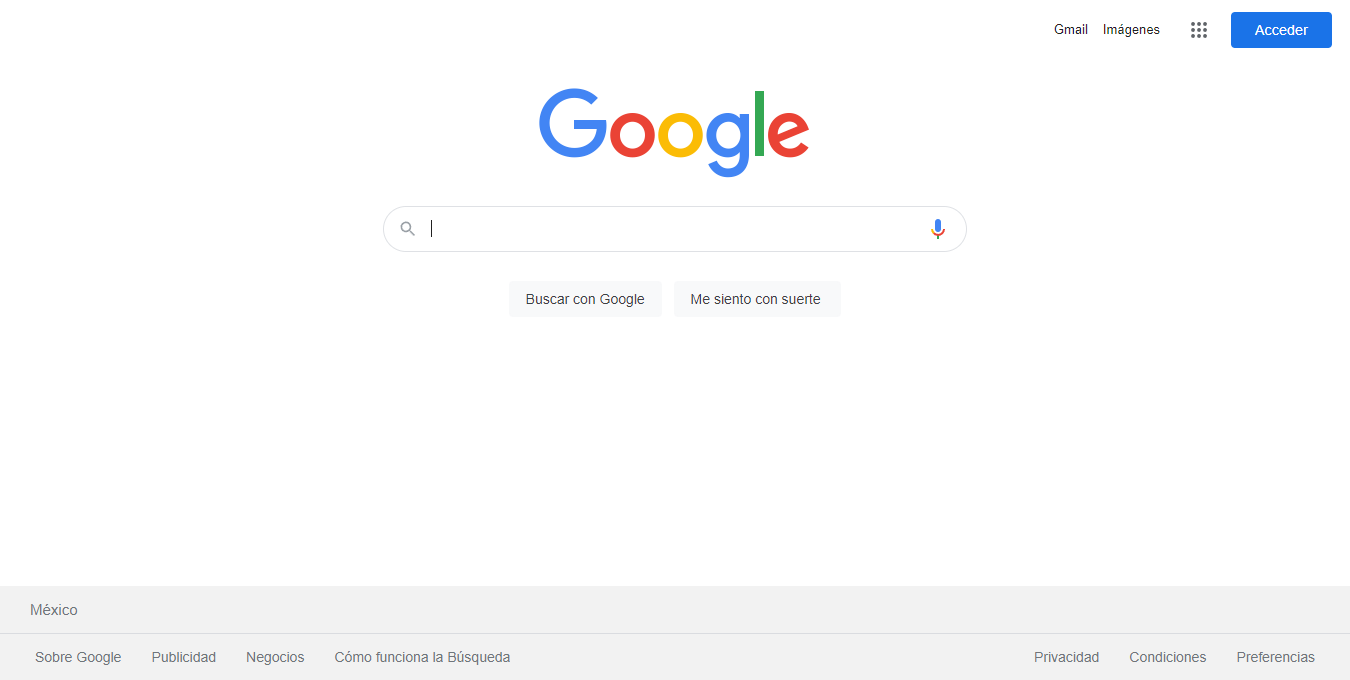 Gmail Imágenes Acceder
Google
Buscar con Google Me siento con suerte
México
Sobre Google Publicidad Negocios Cómo funciona la Búsqueda Privacidad Condiciones Preferencias